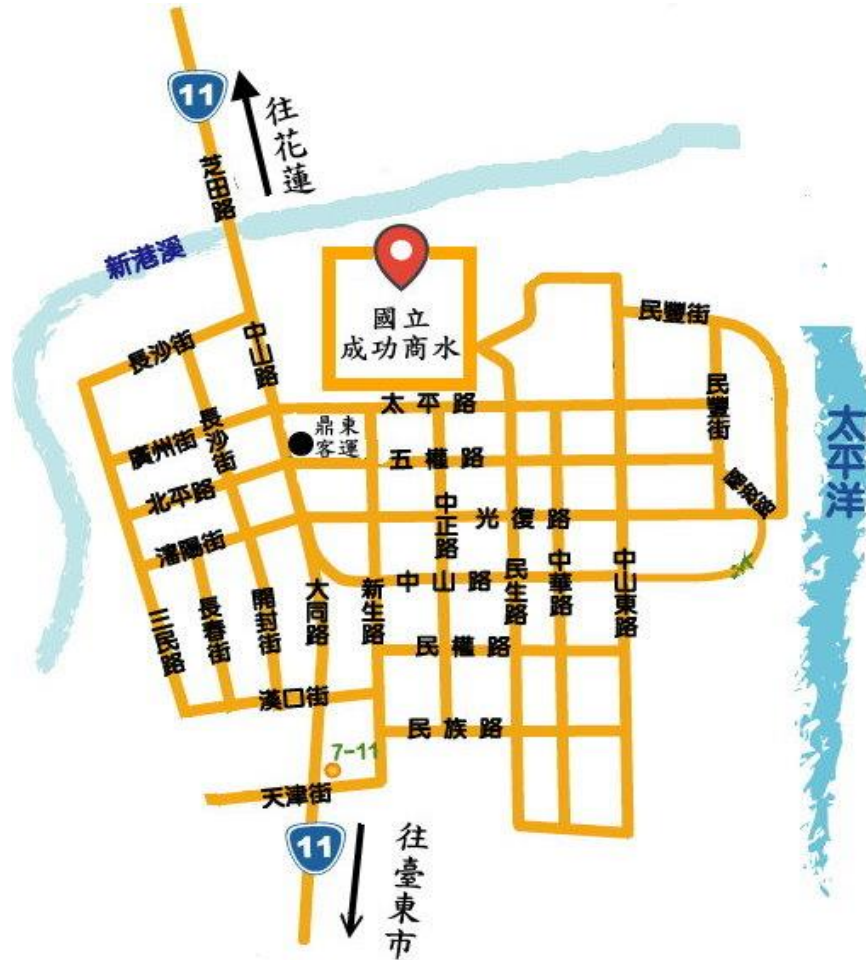 11
往花蓮
芝田路
新港溪
國立
成功商水
民豐街
長沙街
中山路
民豐街
太平路
長沙街
鼎東
客運
太平洋
廣州街
五權路
北平路
中正路
光復路
瀋陽街
中山路
民生路
中華路
中山東路
三民路
長春街
開封街
大同路
新生路
民權路
漢口街
民族路
7-11
天津街
11
往臺東市